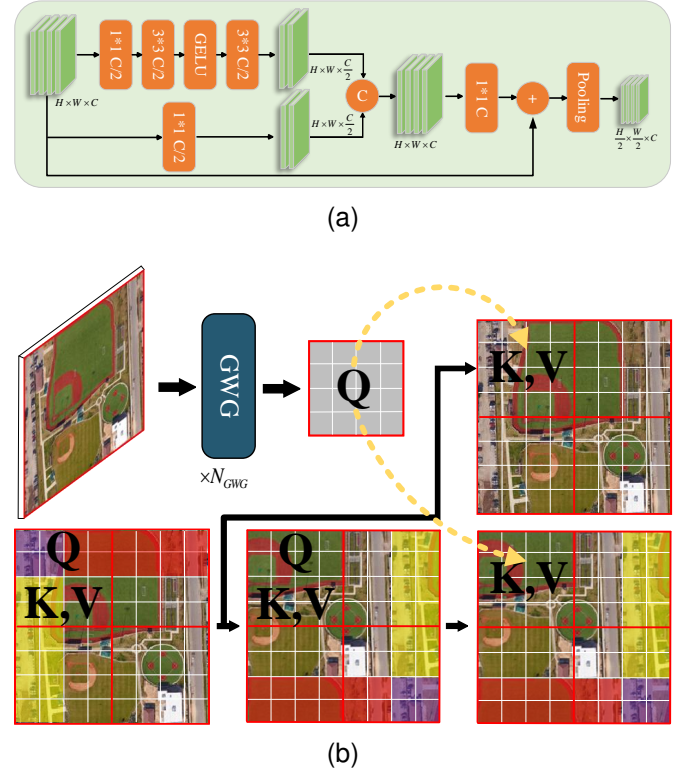 1*1 C/2
3*3 C/2
GELU
3*3 C/2
H×W×C
H×W×C/2
1*1 C/2
H×W×C/2
C
H×W×C
1*1 C
+
Pooling
H/2×W/2×C
(a)
GWG
×N_GWG
Q
K,V
Q
K,V
Q
K,V
K,V
(b)